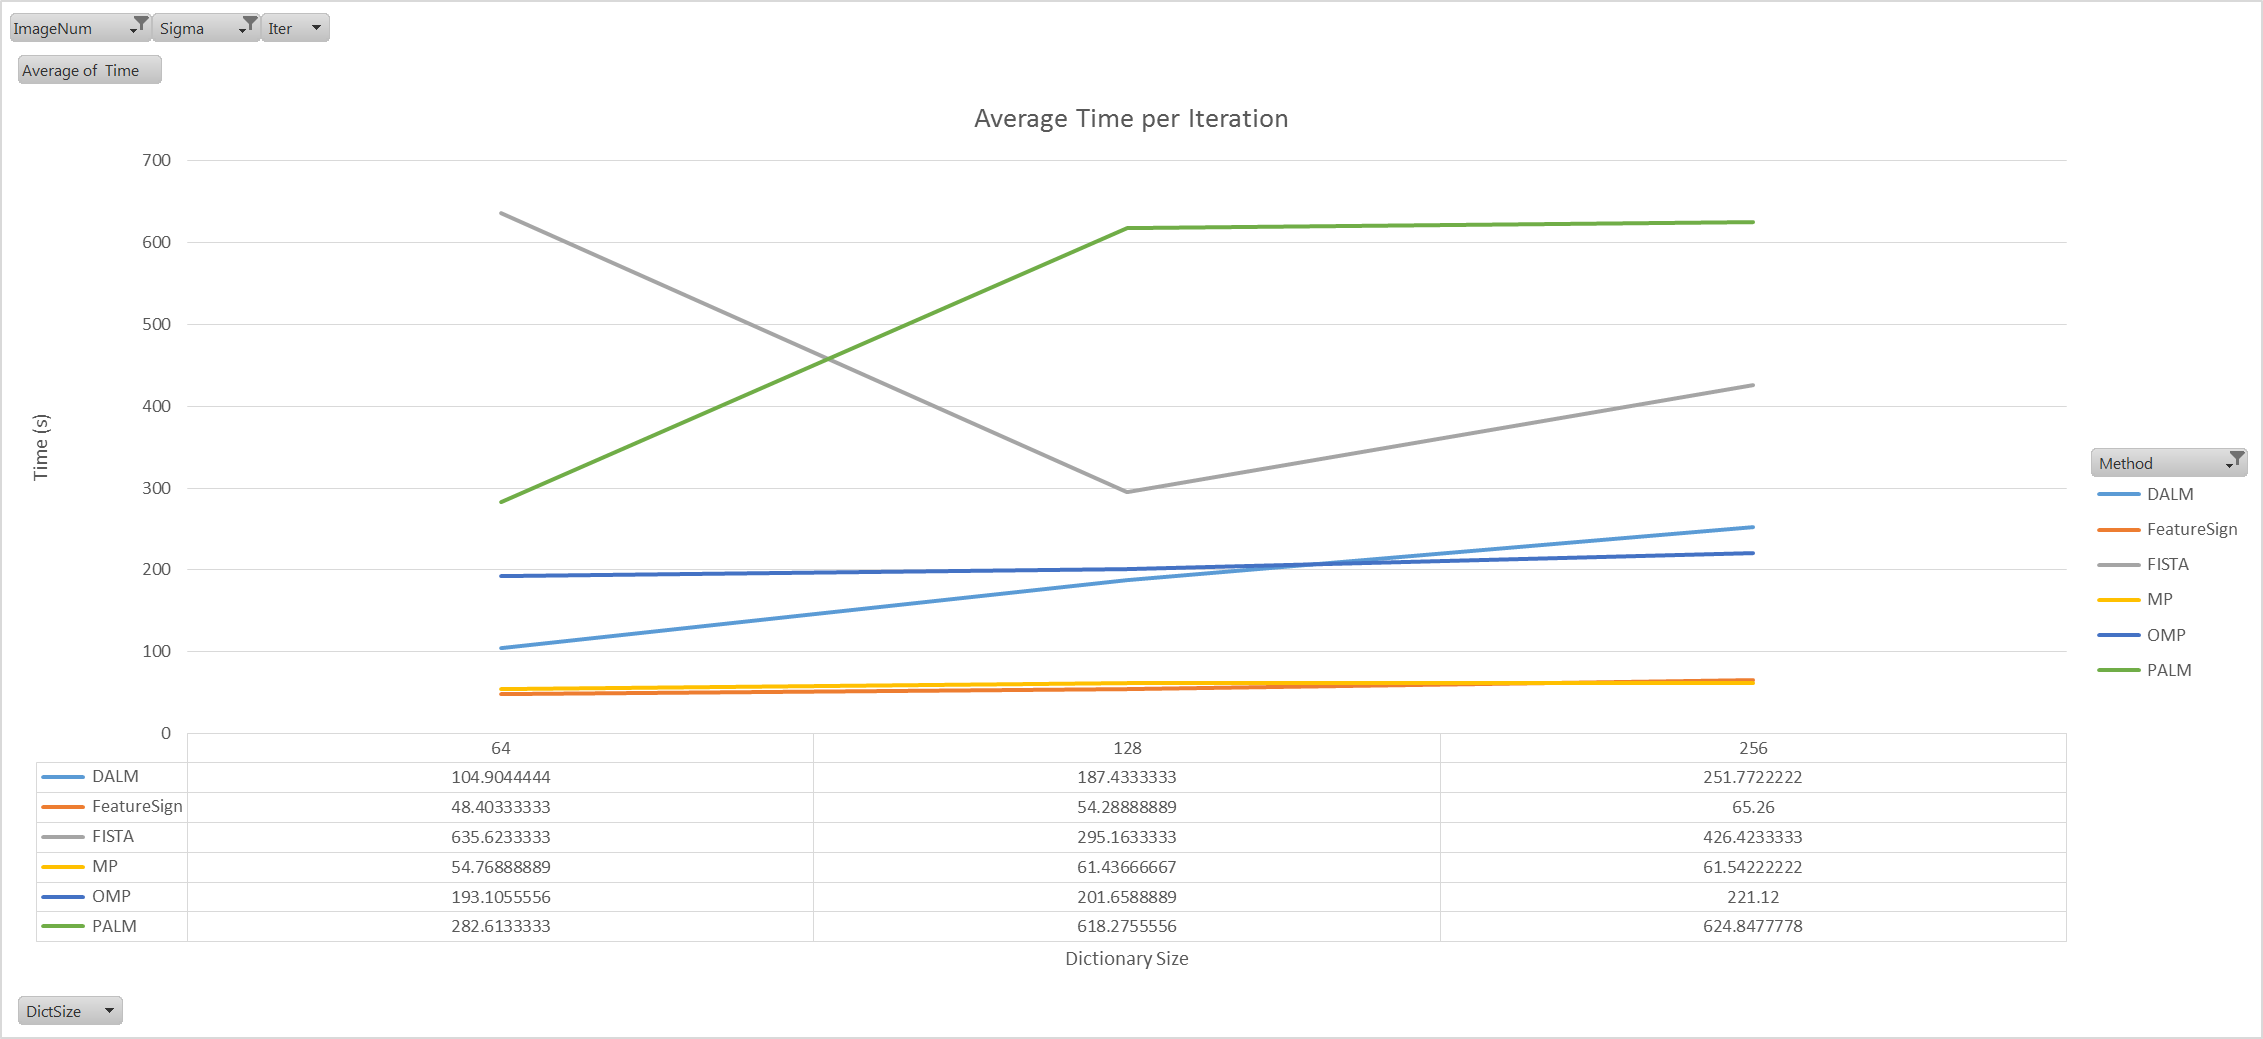 ImageNum Sigma Iter
Average of Time
Average Time per Iteration
700
600
500
400
300
200
100
0
Time (s)
64 128 256
DALM 104.9044444 187.4333333 251.7722222
FeatureSign 48.40333333 54.28888889 65.26
FISTA 635.6233333 295.1633333 426.4233333
MP 54.76888889 61.43666667 61.54222222
OMP 193.1055556 201.6588889 221.12
PALM 282.6133333 618.2755556 624.8477778
Dictionary Size
Method
DALM
FeatureSign
FISTA
MP
OMP
PALM
DictSize